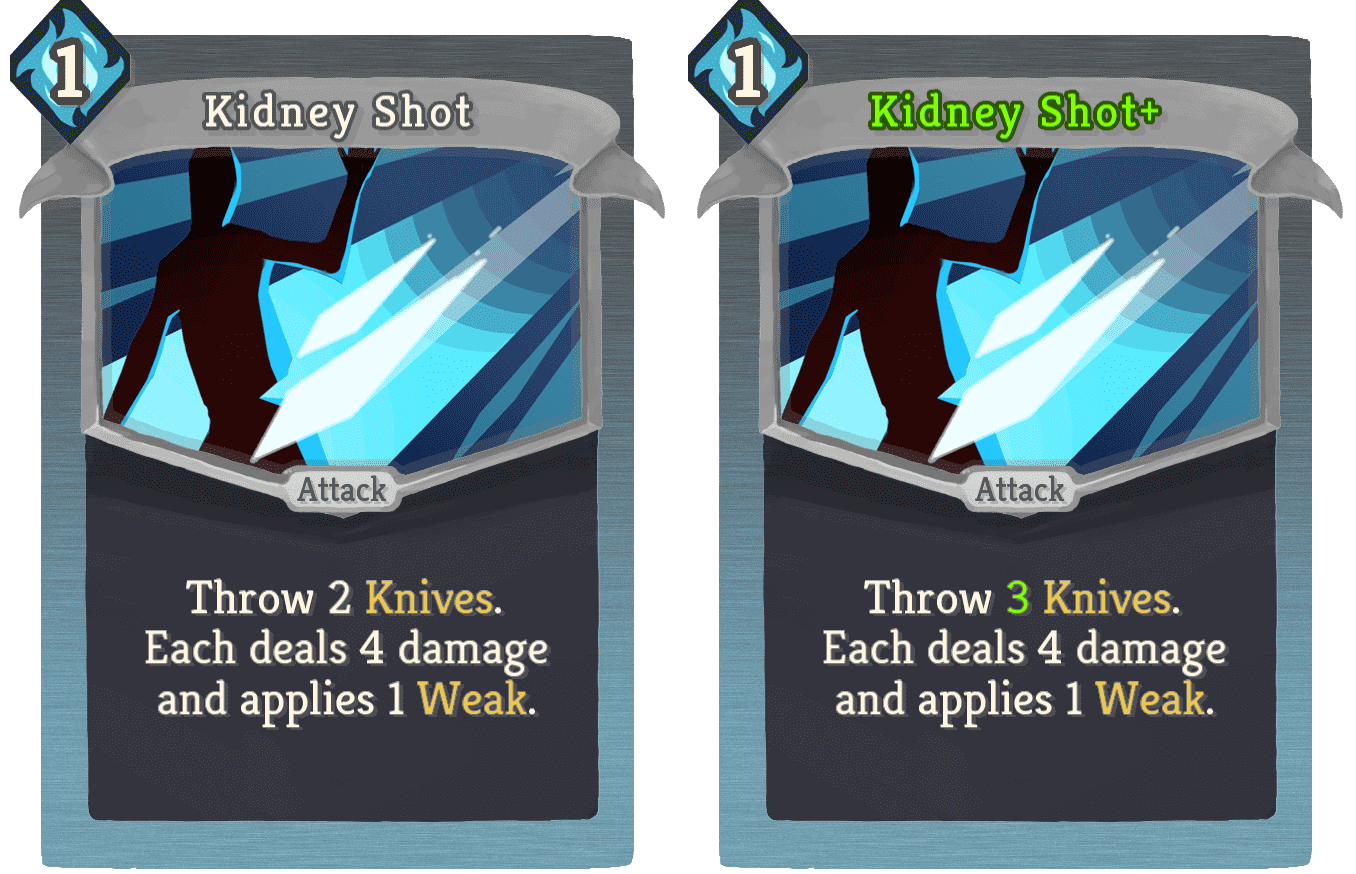 1
Kidney Shot
Attack
Throw 2 Knives.
Each deals 4 damage
and applies 1 Weak.
1
Kidney Shot+
Attack
Throw 3 Knives.
Each deals 4 damage
and applies 1 Weak.